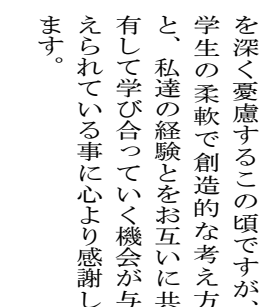 を深く憂慮するこの頃ですが、
学生の柔軟で創造的な考え方
と、私達の経験とをお互いに共
有して学び合っていく機会が与
えられている事に心より感謝し
ます。